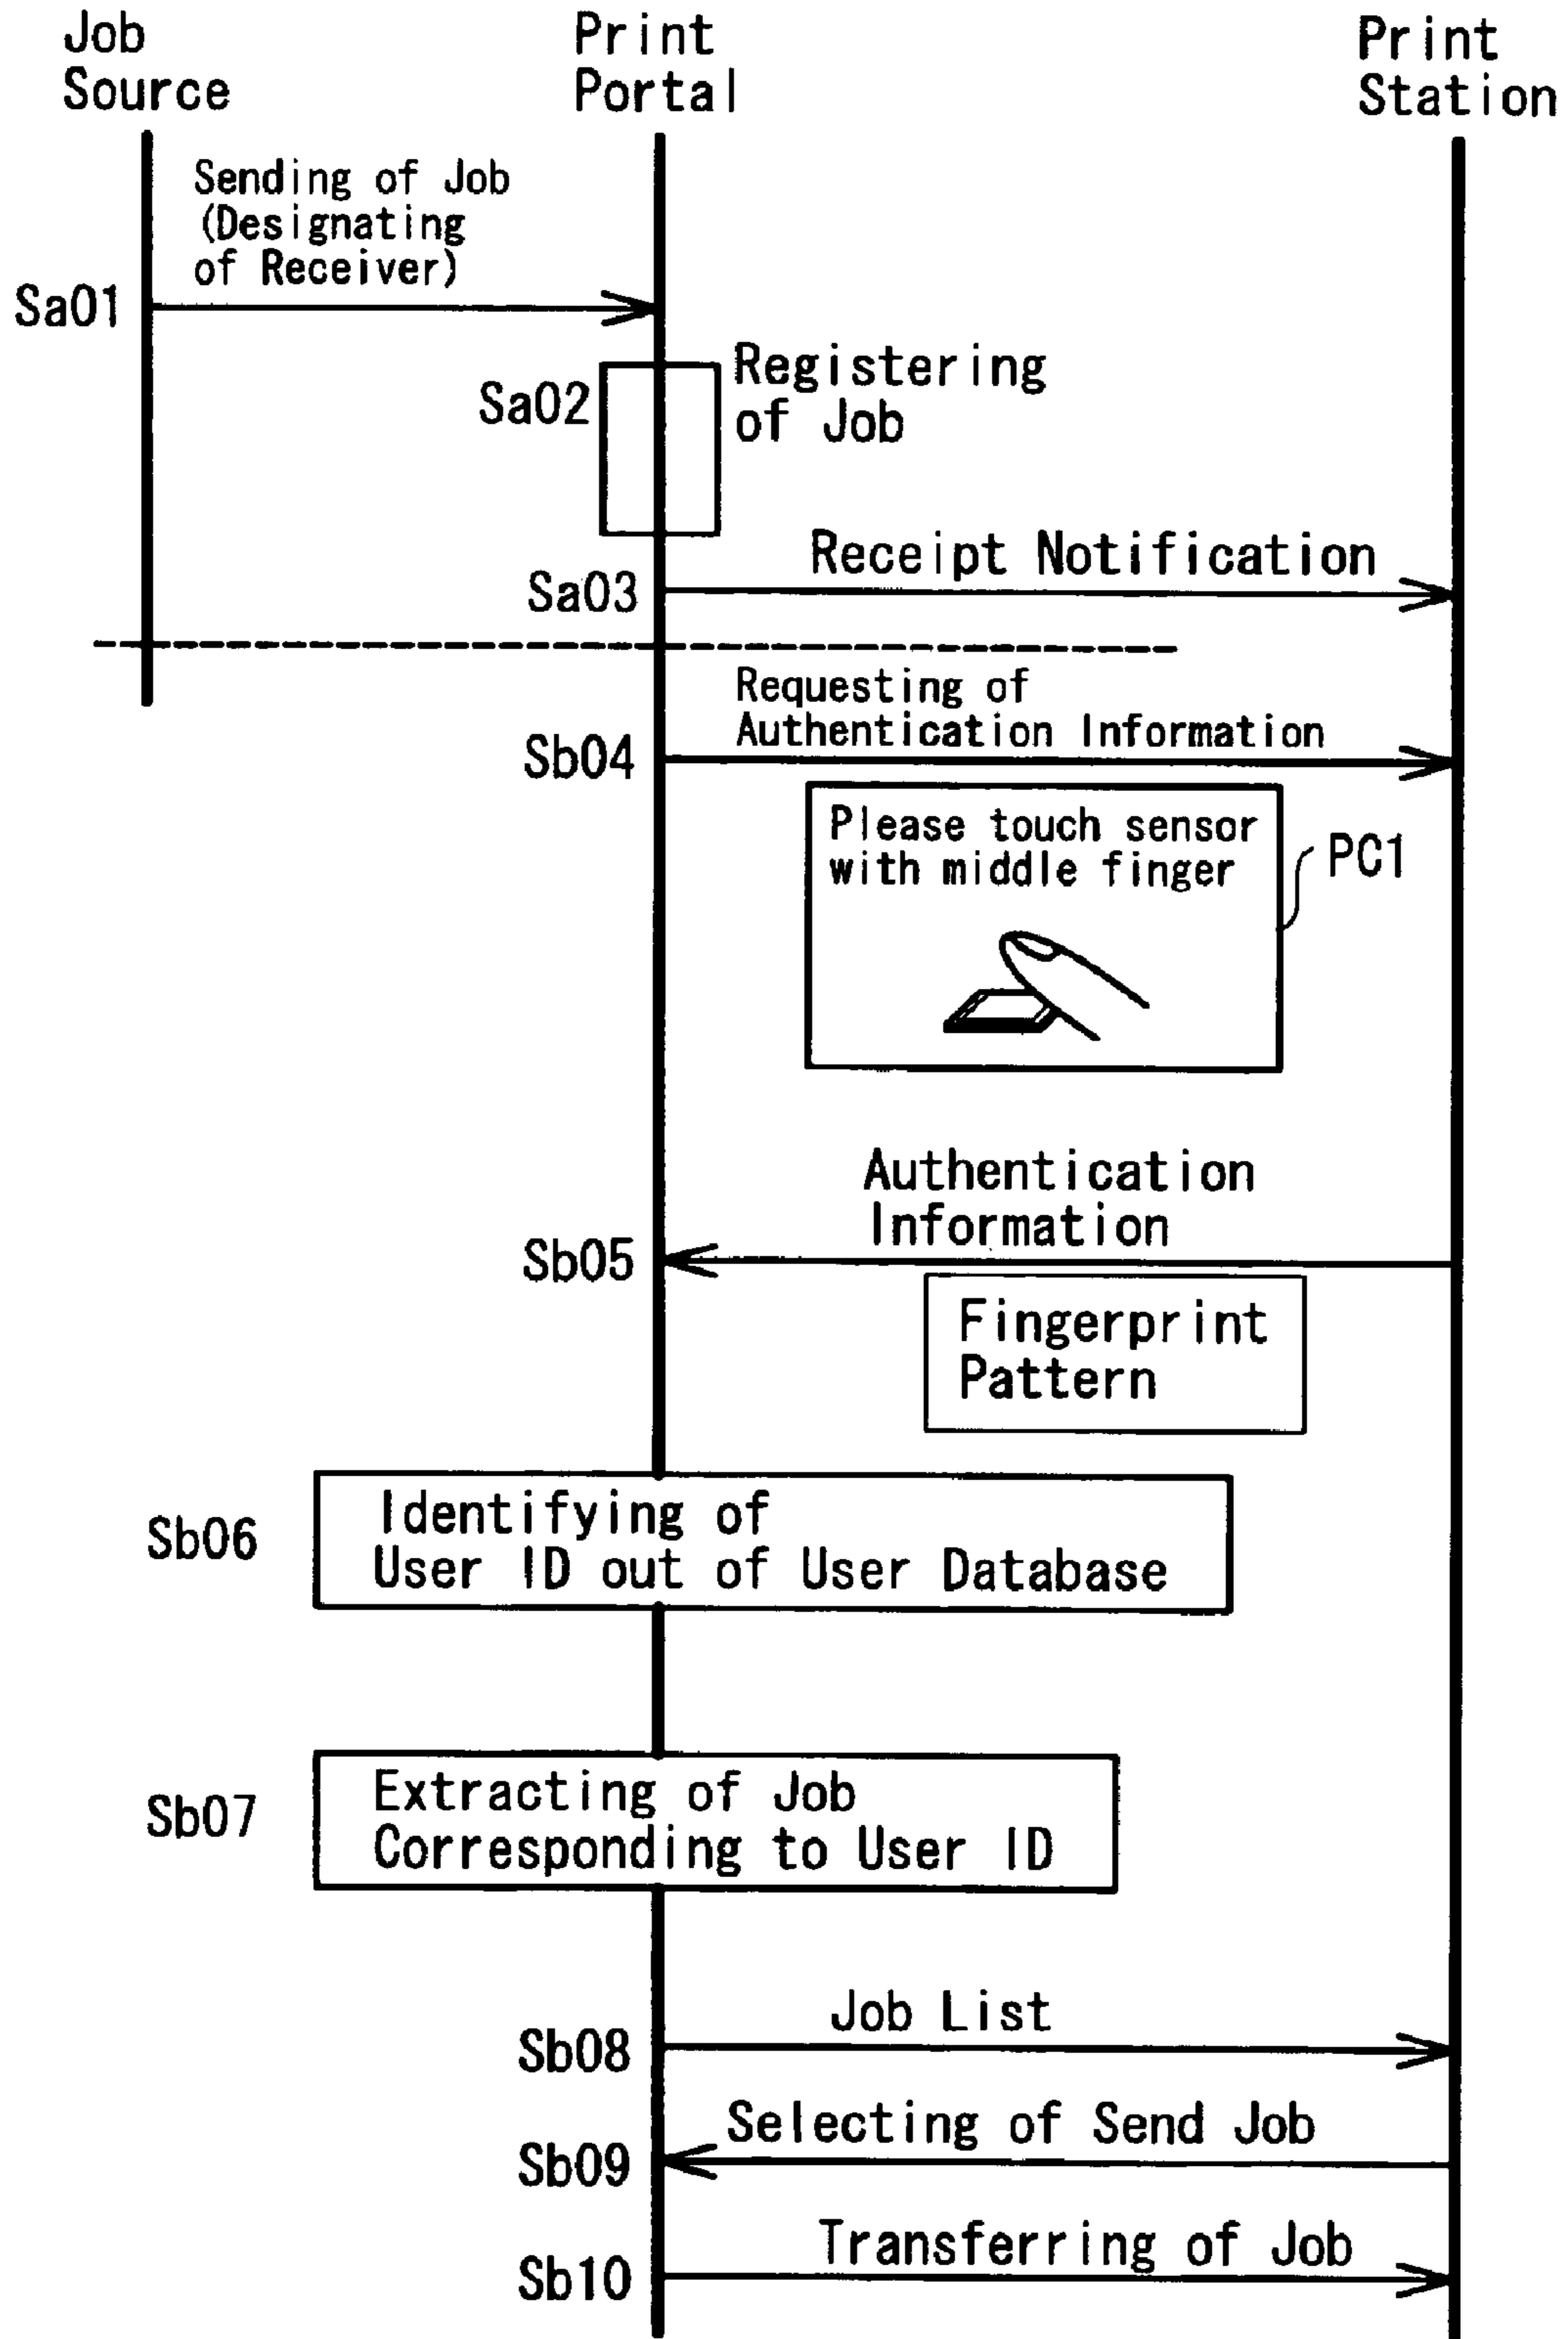 Job
Source
Print
Portal
Print
Station
Sending of Job
(Designating
of Receiver)
Sa01
Sa02
Registering
of Job
Receipt Notification
Sa03
Requesting of
Authentication Information
Sb04
Please touch sensor
with middle finger
PC1
Authentication
Information
Sb05
Fingerprint
Pattern
Sb06
Identifying of
User ID out of User Database
Sb07
Extracting of Job
Corresponding to User ID
Job List
Sb08
Selecting of Send Job
Sb09
Transferring of Job
Sb10